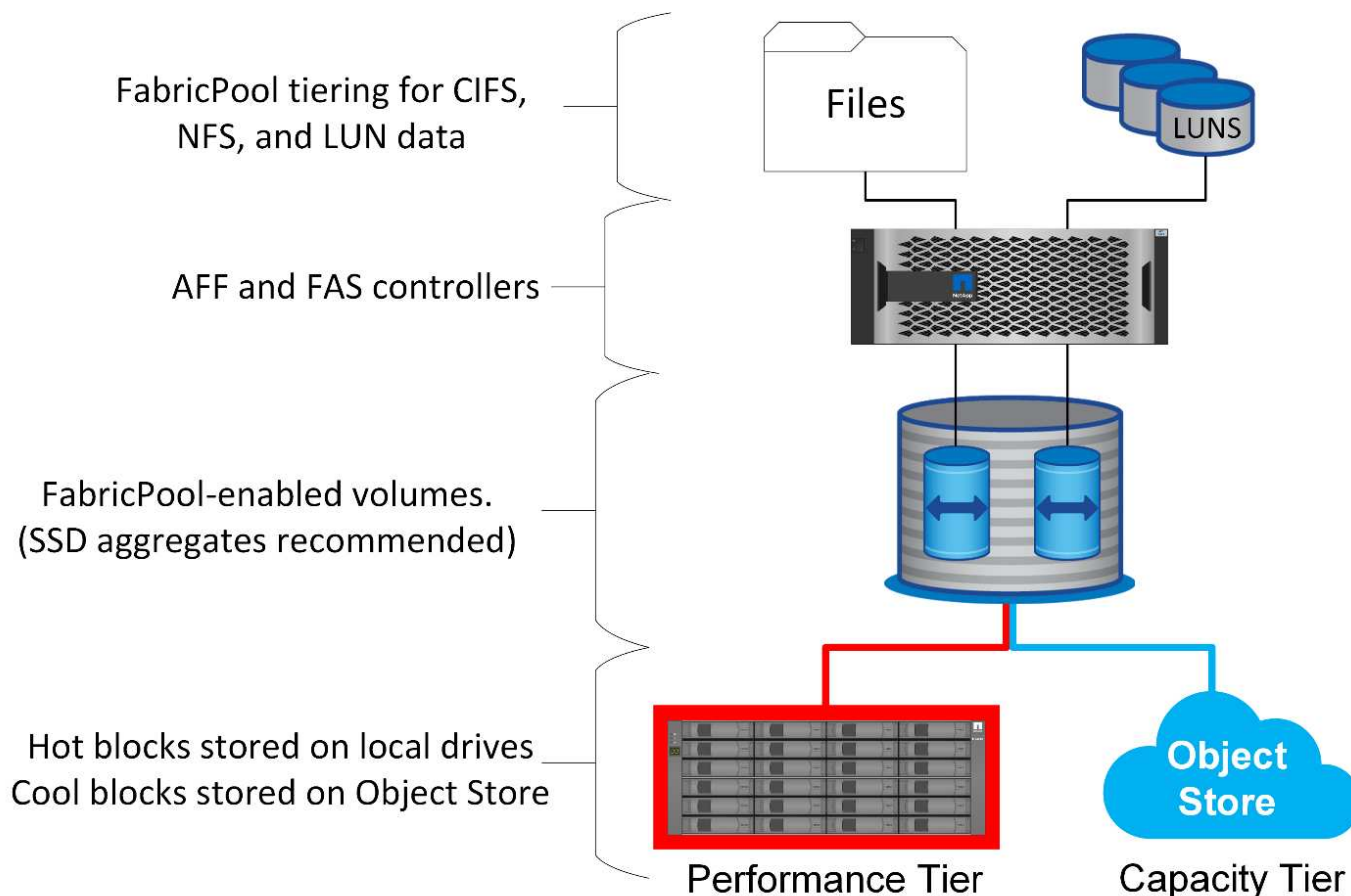 FabricPool tiering for CIFS,
NFS, and LUN data
Files
LUNS
AFF and FAS controllers
NetApp
FabricPool-enabled volumes.
(SSD aggregates recommended)
Hot blocks stored on local drives
Cool blocks stored on Object Store
Object
Store
Performance Tier
Capacity Tier